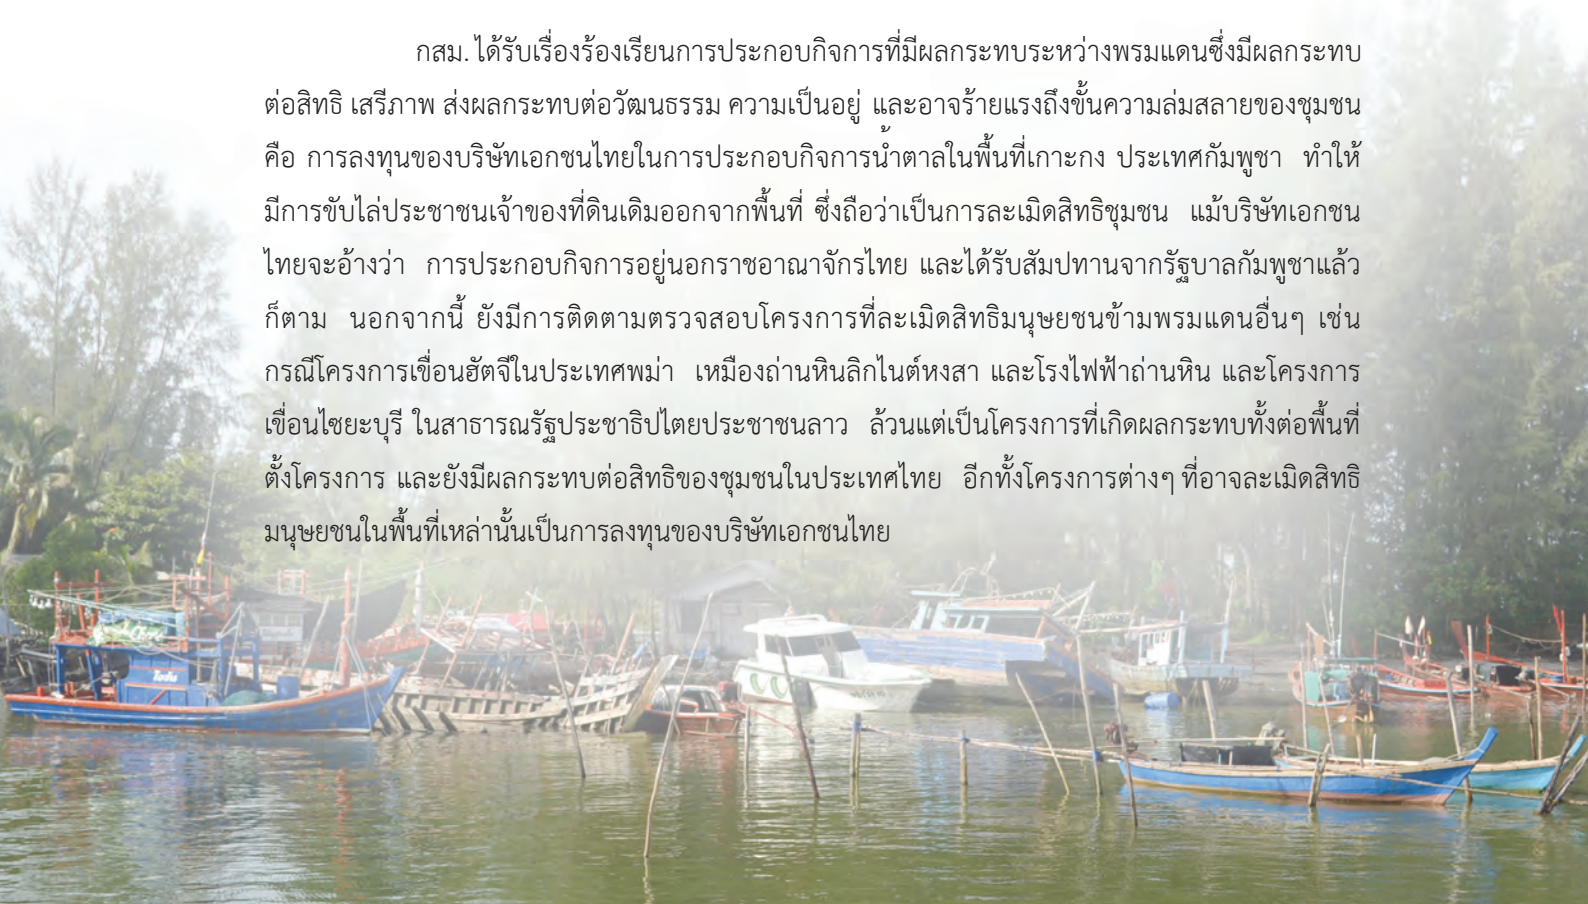 กสม. ได้รับเรื่องร้องเรียนการประกอบกิจการที่มีผลกระทบระหว่างพรมแดนซึ่งมีผลกระทบ
ต่อสิทธิ เสรีภาพ ส่งผลกระทบต่อวัฒนธรรม ความเป็นอยู่ และอาจร้ายแรงถึงขั้นความล่มสลายของชุมชน
คือ การลงทุนของบริษัทเอกชนไทยในการประกอบกิจการน้ำตาลในพื้นที่เกาะกง ประเทศกัมพูชา ทำให้
มีการขับไล่ประชาชนเจ้าของที่ดินเดิมออกจากพื้นที่ ซึ่งถือว่าเป็นการละเมิดสิทธิชุมชน แม้บริษัทเอกชน
ไทยจะอ้างว่า การประกอบกิจการอยู่นอกราชอาณาจักรไทย และได้รับสัมปทานจากรัฐบาลกัมพูชาแล้ว
ก็ตาม นอกจากนี้ ยังมีการติดตามตรวจสอบโครงการที่ละเมิดสิทธิมนุษยชนข้ามพรมแดนอื่นๆ เช่น
กรณีโครงการเขื่อนฮัตจีในประเทศพม่า เหมืองถ่านหินลิกไนต์หงสา และโรงไฟฟ้าถ่านหิน และโครงการ
เขื่อนไซยะบุรี ในสาธารณรัฐประชาธิปไตยประชาชนลาว ล้วนแต่เป็นโครงการที่เกิดผลกระทบทั้งต่อพื้นที่
ตั้งโครงการ และยังมีผลกระทบต่อสิทธิของชุมชนในประเทศไทย อีกทั้งโครงการต่างๆ ที่อาจละเมิดสิทธิ
มนุษยชนในพื้นที่เหล่านั้นเป็นการลงทุนของบริษัทเอกชนไทย